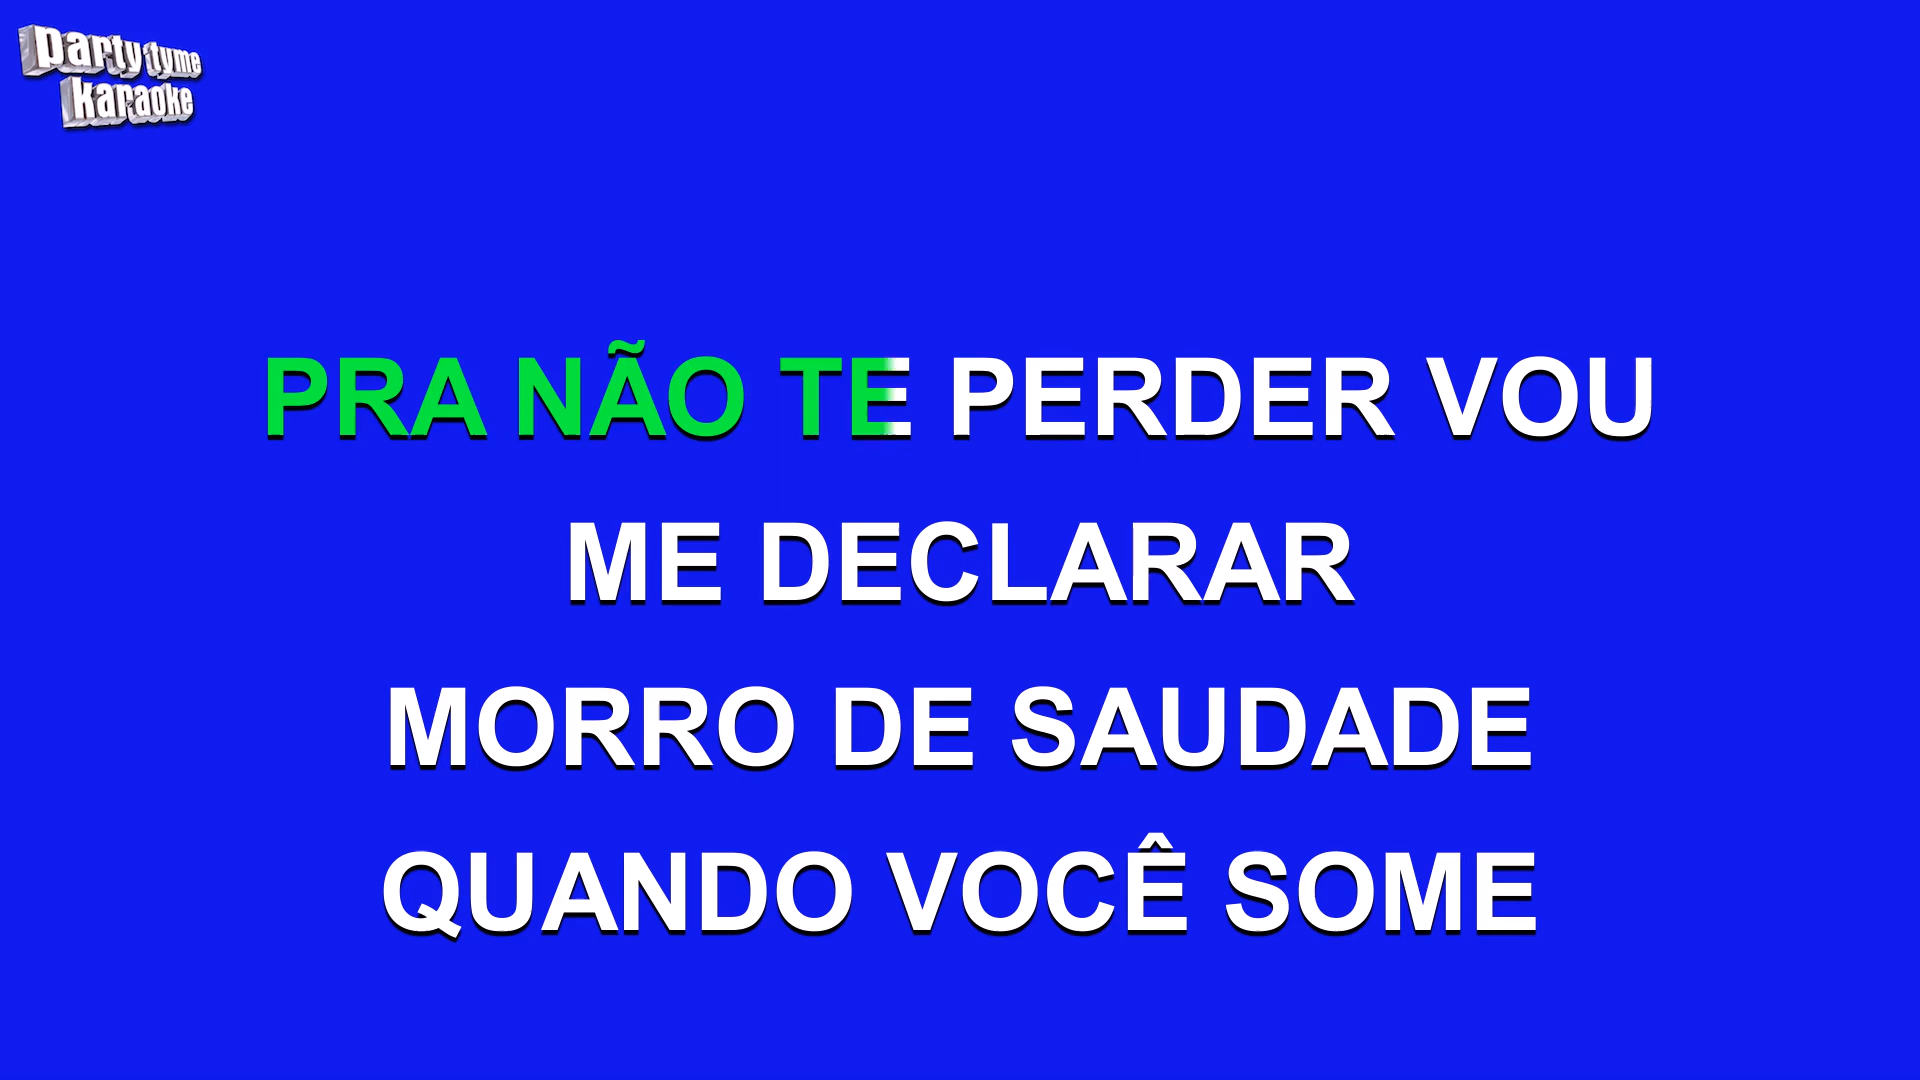 party tyme
karaoke
PRA NÃO TE PERDER VOU
ME DECLARAR
MORRO DE SAUDADE
QUANDO VOCÊ SOME